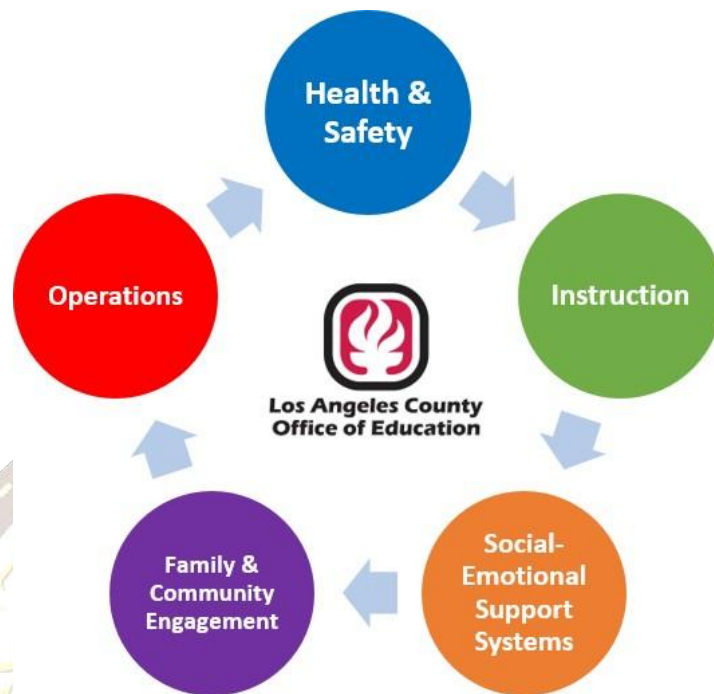 Health &
Safety
Instruction
Social-
Emotional
Support
Systems
Family &
Community
Engagement
Operations
Los Angeles County
Office of Education